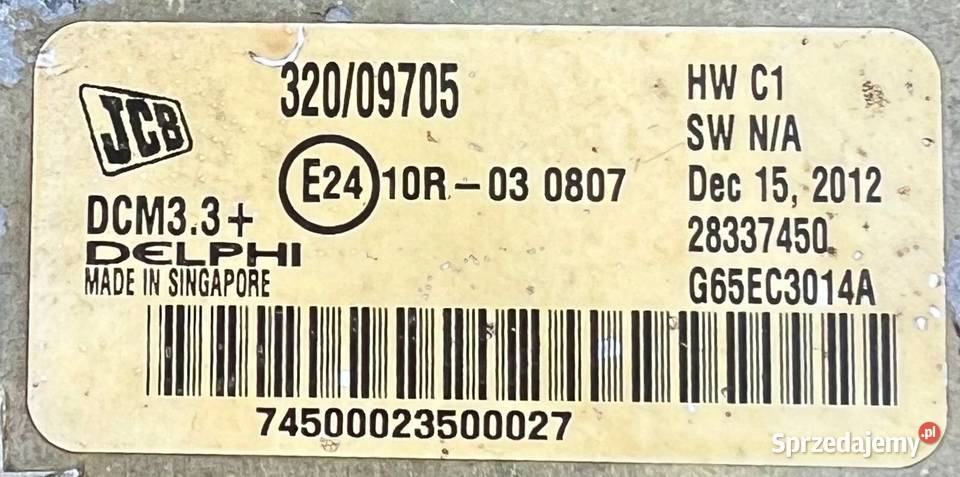 JCB
320/09705
E24 10R-03 0807
DCM3.3+
DELPHI
MADE IN SINGAPORE
HW C1
SW N/A
Dec 15, 2012
28337450
G65EC3014A
74500023500027
Sprzedajemy.pl